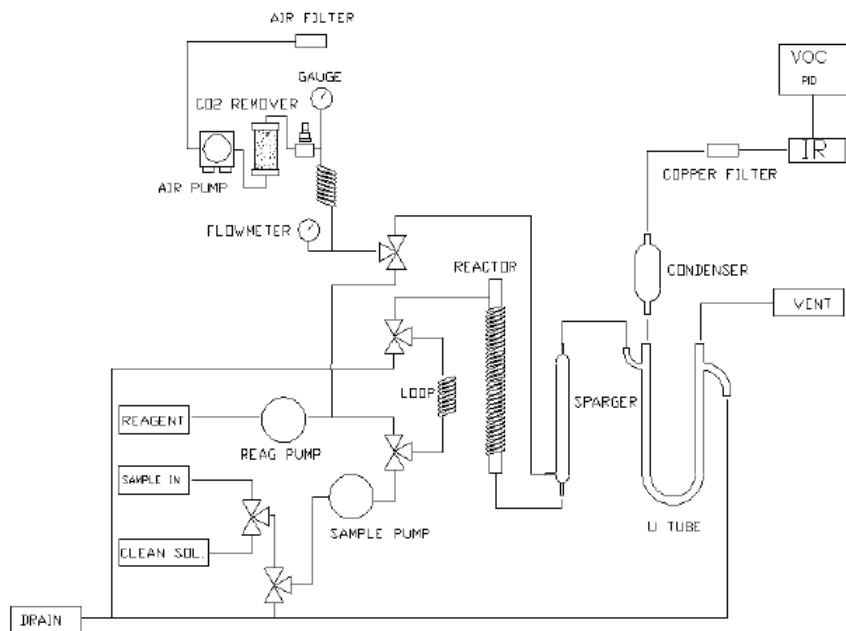 AIR FILTER
VOC
PID
GAUGE
CO2 REMOVER
IR
COPPER FILTER
AIR PUMP
FLOWMETER
REACTOR
CONDENSER
VENT
LOOP
SPARGER
REAGENT
REAG PUMP
SAMPLE IN
SAMPLE PUMP
U TUBE
CLEAN SOL.
DRAIN